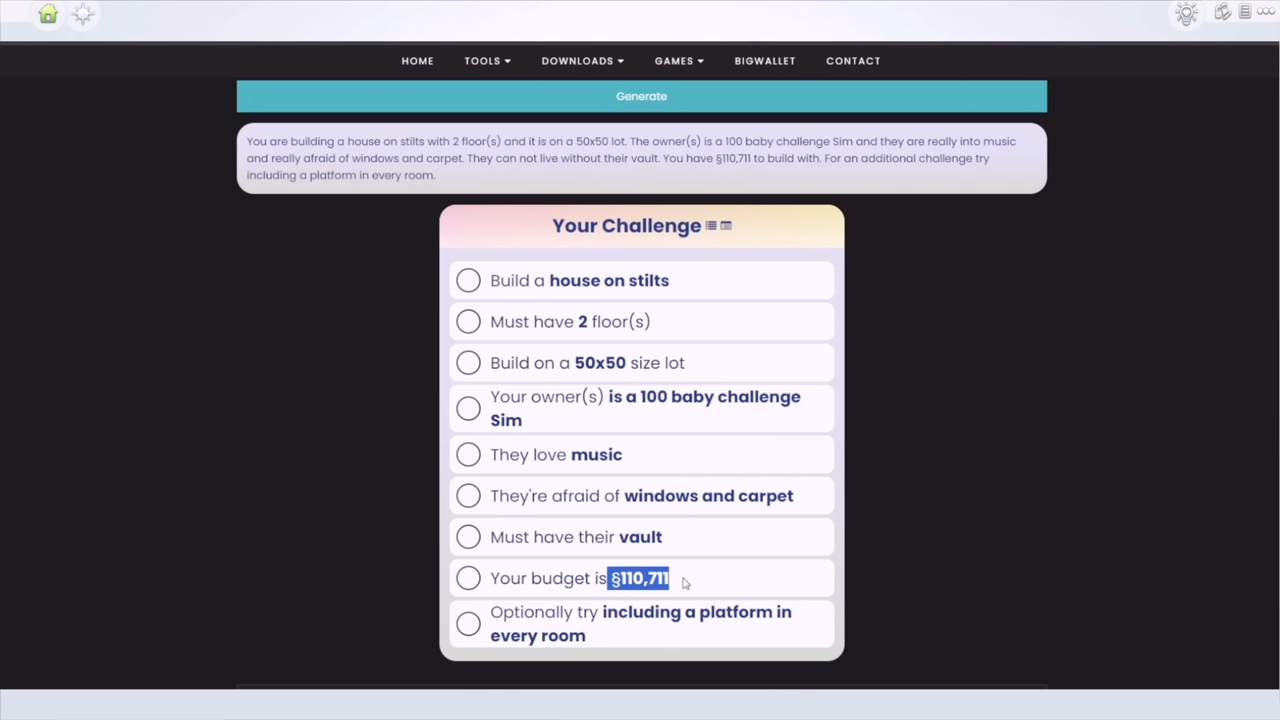 HOME TOOLS DOWNLOADS GAMES BIGWALLET CONTACT
Generate
You are building a house on stilts with 2 floor(s) and it is on a 50x50 lot. The owner(s) is a 100 baby challenge Sim and they are really into music
and really afraid of windows and carpet. They can not live without their vault. You have §110,711 to build with. For an additional challenge try
including a platform in every room.
Your Challenge
Build a house on stilts
Must have 2 floor(s)
Build on a 50x50 size lot
Your owner(s) is a 100 baby challenge
Sim
They love music
They're afraid of windows and carpet
Must have their vault
Your budget is §110,711
Optionally try including a platform in
every room